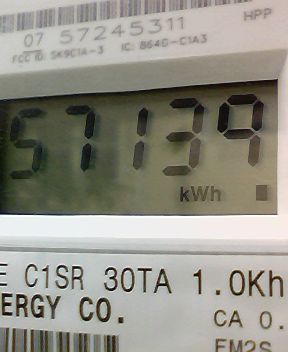 HPP
07 57245311
FCC ID: SK9C1A-3 IC: 864G-C1A3
57139
kWh
E C1SR 30TA 1.0Kh
ERGY CO.
CA 0.
FM2S